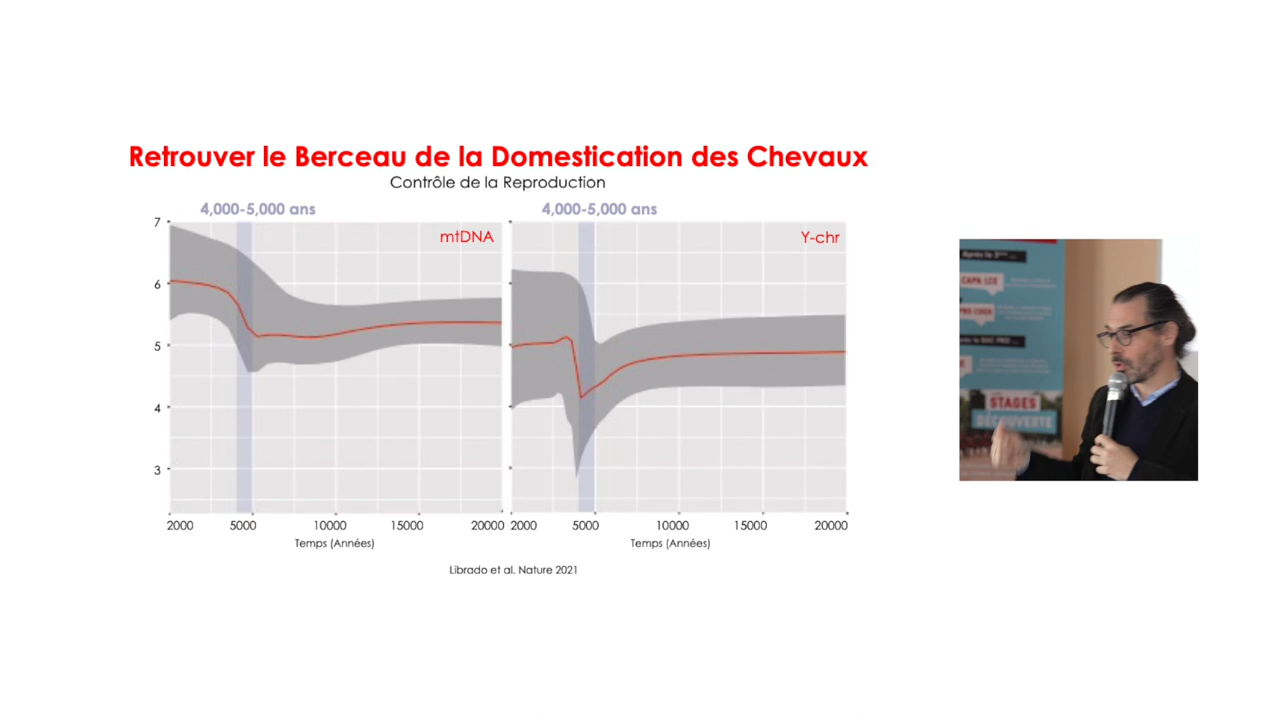 Retrouver le Berceau de la Domestication des Chevaux
Contrôle de la Reproduction
4,000-5,000 ans
4,000-5,000 ans
mtDNA
Y-chr
7
6
5
4
3
2000 5000 10000 15000 20000
2000 5000 10000 15000 20000
Temps (Années)
Temps (Années)
Librado et al. Nature 2021
CAPA
STAGES
DÉCOUVERTE